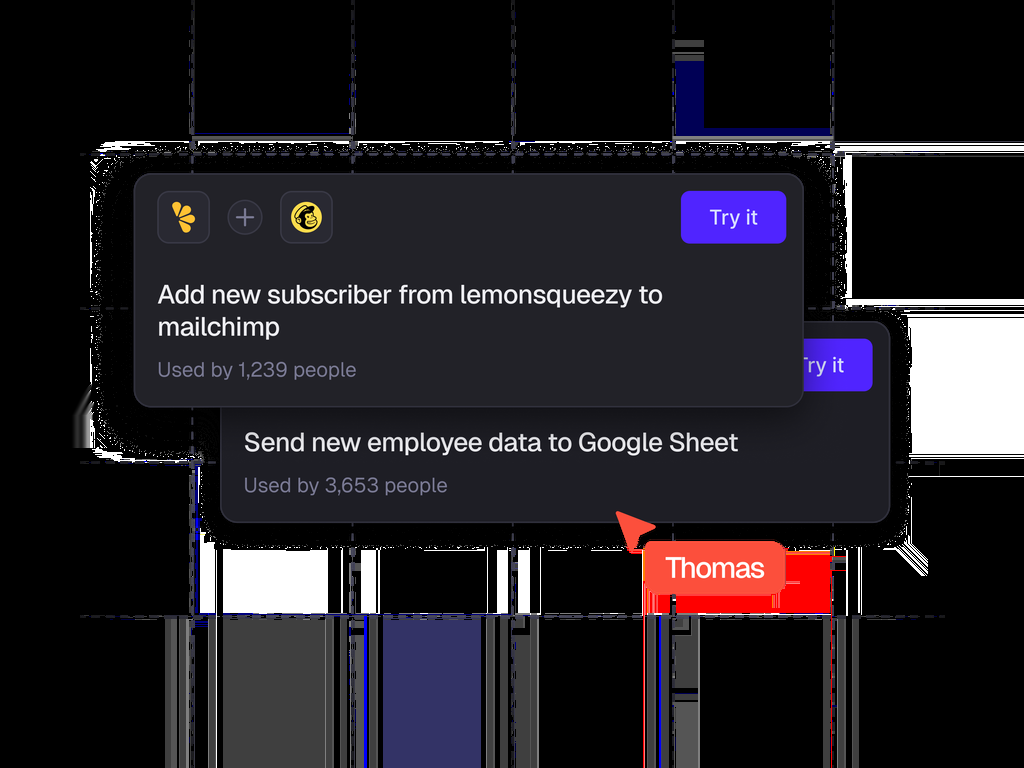 Try it
Add new subscriber from lemonsqueezy to
mailchimp
Used by 1,239 people
Try it
Send new employee data to Google Sheet
Used by 3,653 people
Thomas